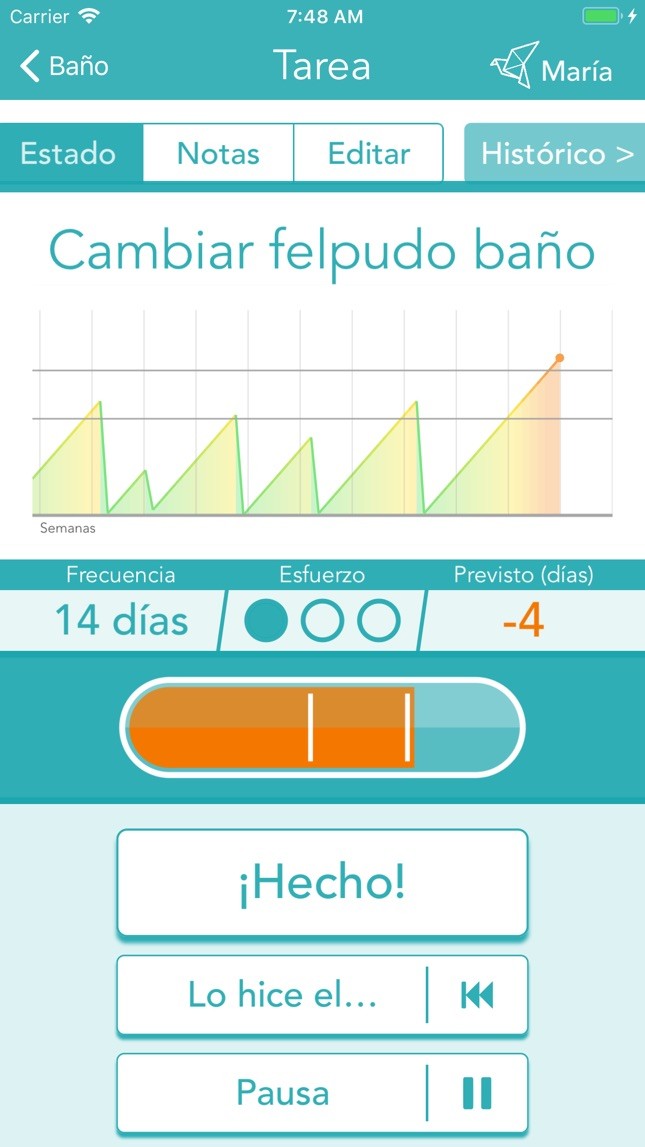 Carrier 7:48 AM
Baño Tarea María
Estado Notas Editar Histórico >
Cambiar felpudo baño
Semanas
Frecuencia Esfuerzo Previsto (días)
14 días -4
¡Hecho!
Lo hice el...
Pausa